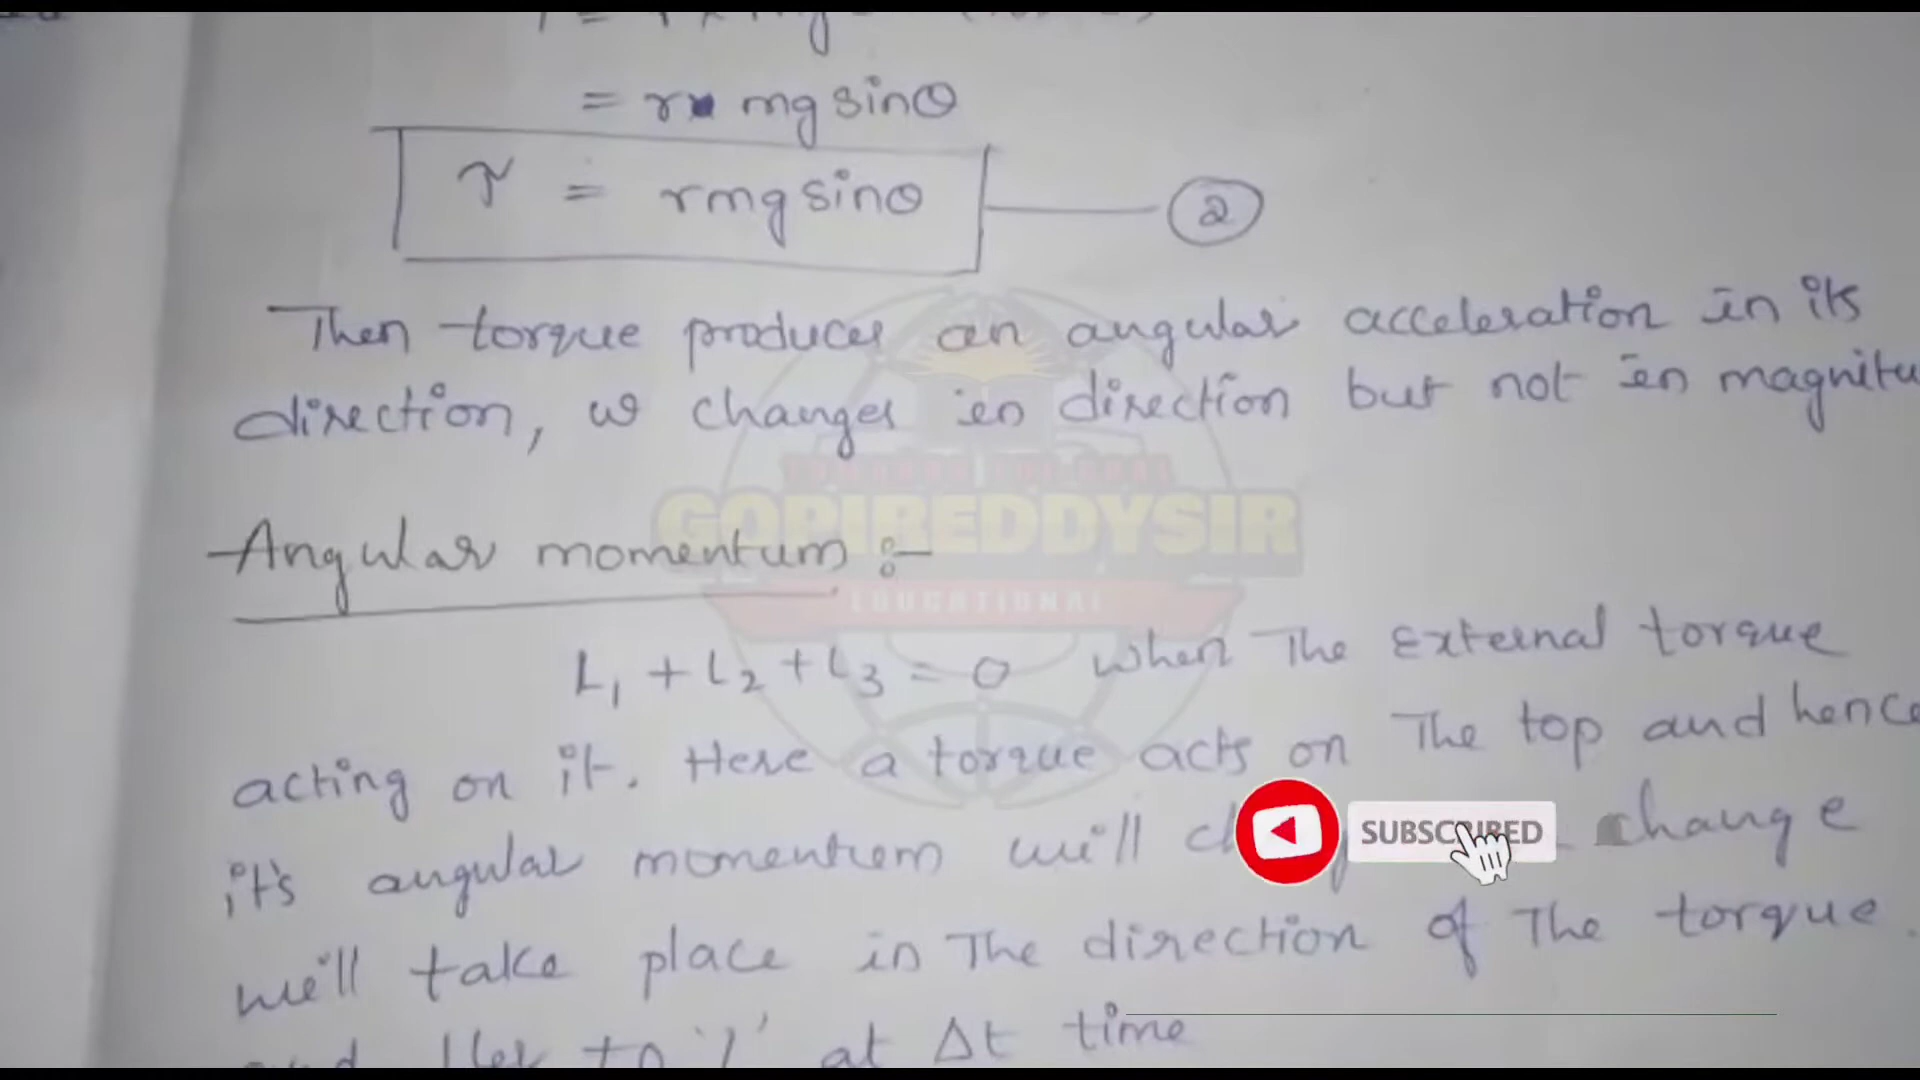 = r mg sinθ
τ = rmg sinθ — ②
Then torque produces an angular acceleration in its
direction, ω changes in direction but not in magnitu
GOPIREDDYSIR
Angular momentum :-
EDUCATIONAL
L₁ + L₂ + L₃ = 0 when The External torque
acting on it. Here a torque acts on The top and hence
it's angular momentum will change
SUBSCRIBED
will take place in The direction of The torque.
at Δt time